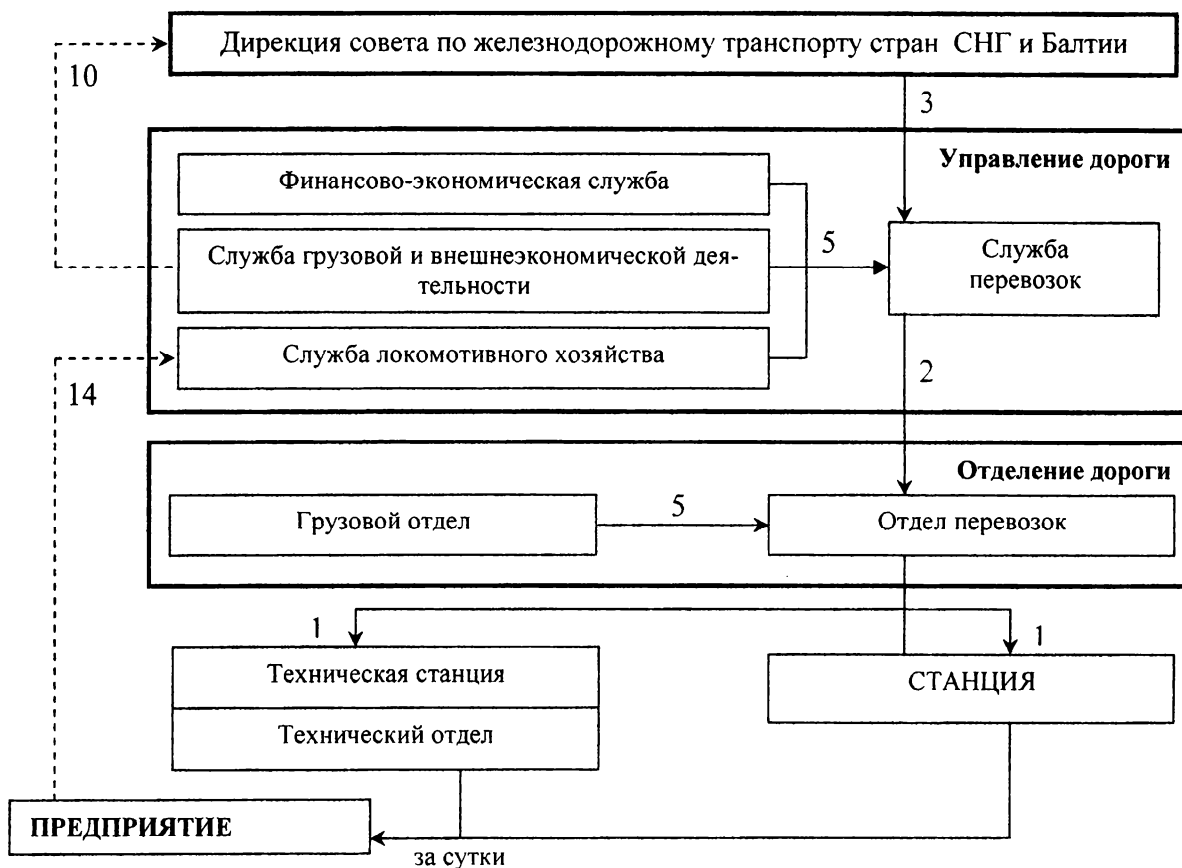 Дирекция совета по железнодорожному транспорту стран СНГ и Балтии
10
3
Управление дороги
Финансово-экономическая служба
Служба грузовой и внешнеэкономической дея-
тельности
5
Служба
перевозок
Служба локомотивного хозяйства
14
2
Отделение дороги
Грузовой отдел
5
Отдел перевозок
1
1
Техническая станция
СТАНЦИЯ
Технический отдел
ПРЕДПРИЯТИЕ
за сутки